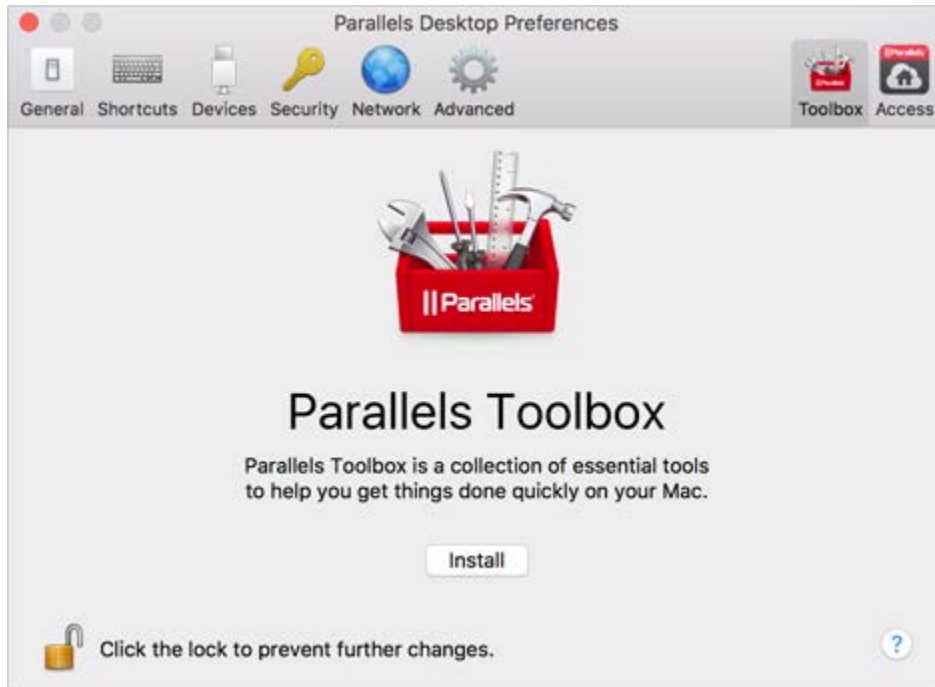 Parallels Desktop Preferences
General Shortcuts Devices Security Network Advanced Toolbox Access
|| Parallels
Parallels Toolbox
Parallels Toolbox is a collection of essential tools
to help you get things done quickly on your Mac.
Install
Click the lock to prevent further changes.
?